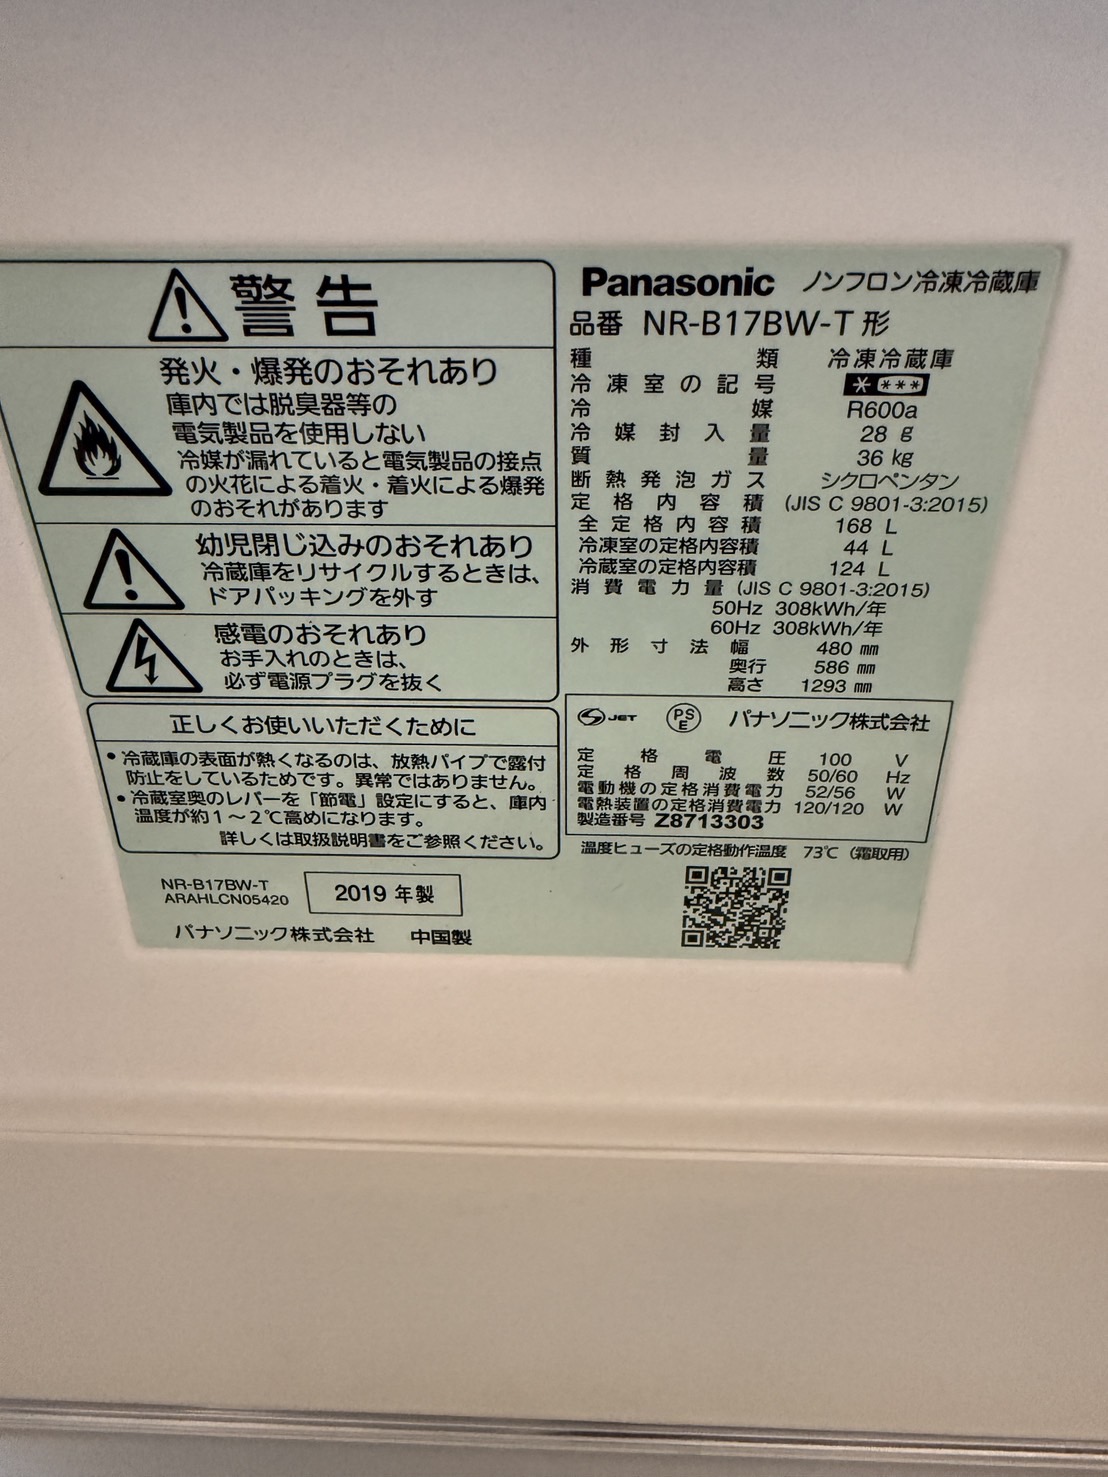 警告
発火・爆発のおそれあり
庫内では脱臭器等の
電気製品を使用しない
冷媒が漏れていると電気製品の接点
の火花による着火・着火による爆発
のおそれがあります
幼児閉じ込みのおそれあり
冷蔵庫をリサイクルするときは、
ドアパッキングを外す
感電のおそれあり
お手入れのときは、
必ず電源プラグを抜く
正しくお使いいただくために
・冷蔵庫の表面が熱くなるのは、放熱パイプで露付
防止をしているためです。異常ではありません。
・冷蔵室奥のレバーを「節電」設定にすると、庫内
温度が約1~2℃高めになります。
詳しくは取扱説明書をご参照ください。
NR-B17BW-T
ARAHLCN05420
2019年製
パナソニック株式会社 中国製
Panasonic ノンフロン冷凍冷蔵庫
品番 NR-B17BW-T形
種類 冷凍冷蔵庫
冷凍室の記号 * ***
冷媒 R600a
冷媒封入量 28 g
質量 36 kg
断熱発泡ガス シクロペンタン
定格内容積 (JIS C 9801-3:2015)
全定格内容積 168 L
冷凍室の定格内容積 44 L
冷蔵室の定格内容積 124 L
消費電力量 (JIS C 9801-3:2015)
50Hz 308kWh/年
60Hz 308kWh/年
外形寸法 幅 480 mm
奥行 586 mm
高さ 1293 mm
S JET PSE パナソニック株式会社
定格電圧 100 V
定格周波数 50/60 Hz
電動機の定格消費電力 52/56 W
電熱装置の定格消費電力 120/120 W
製造番号 Z8713303
温度ヒューズの定格動作温度 73℃ (霜取用)